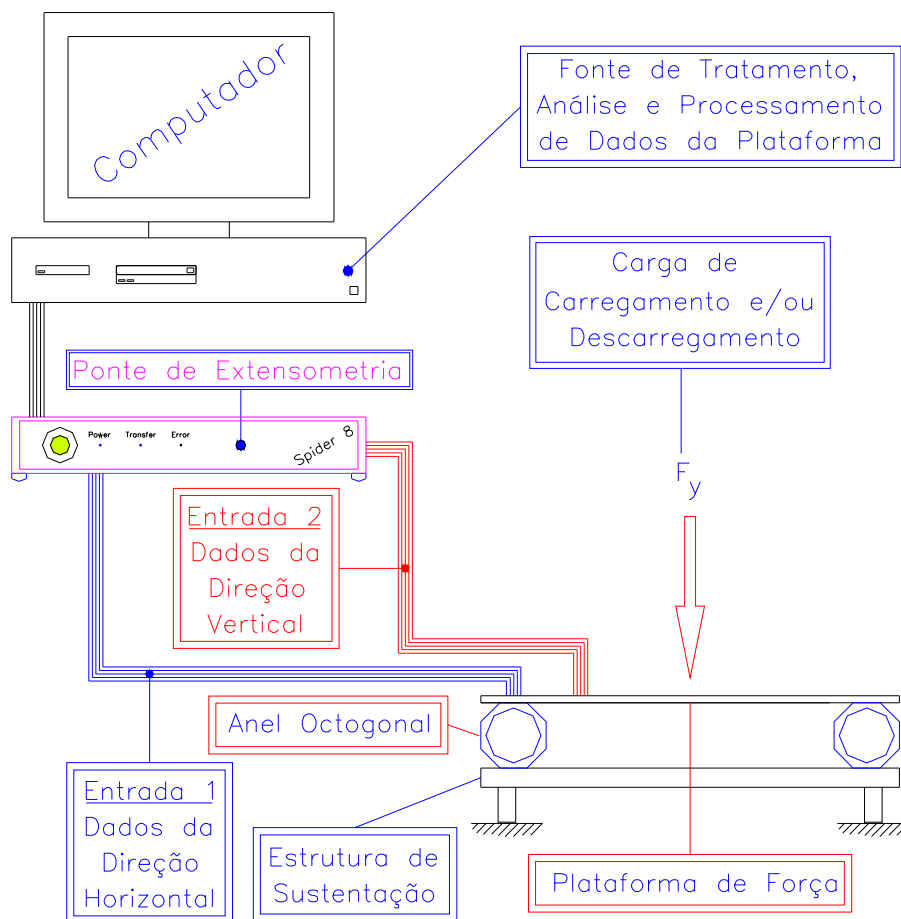 Computador
Fonte de Tratamento,
Análise e Processamento
de Dados da Plataforma
Carga de
Carregamento e/ou
Descarregamento
Ponte de Extensometria
Power
Transfer
Error
Spider 8
Fy
Entrada 2
Dados da
Direção
Vertical
Anel Octogonal
Entrada 1
Dados da
Direção
Horizontal
Estrutura de
Sustentação
Plataforma de Força